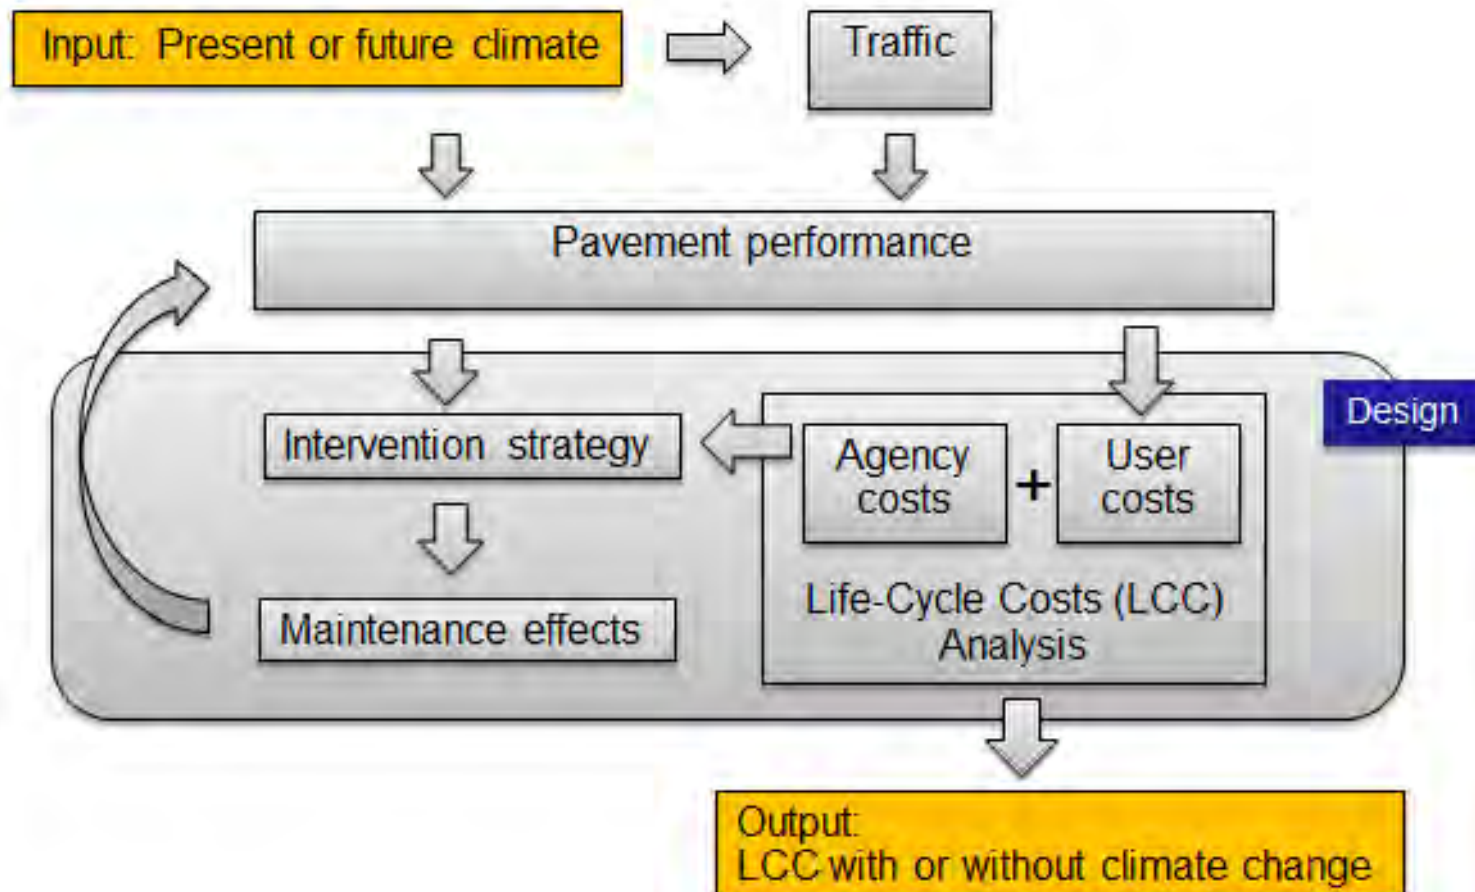 Input: Present or future climate
Traffic
Pavement performance
Design
Intervention strategy
Agency
costs
+
User
costs
Life-Cycle Costs (LCC)
Analysis
Maintenance effects
Output:
LCC with or without climate change